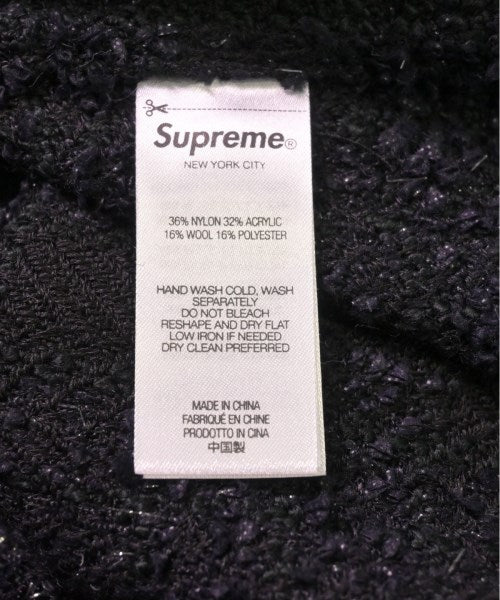 Supreme®
NEW YORK CITY
36% NYLON 32% ACRYLIC
16% WOOL 16% POLYESTER
HAND WASH COLD, WASH
SEPARATELY
DO NOT BLEACH
RESHAPE AND DRY FLAT
LOW IRON IF NEEDED
DRY CLEAN PREFERRED
MADE IN CHINA
FABRIQUÉ EN CHINE
PRODOTTO IN CINA
中国製